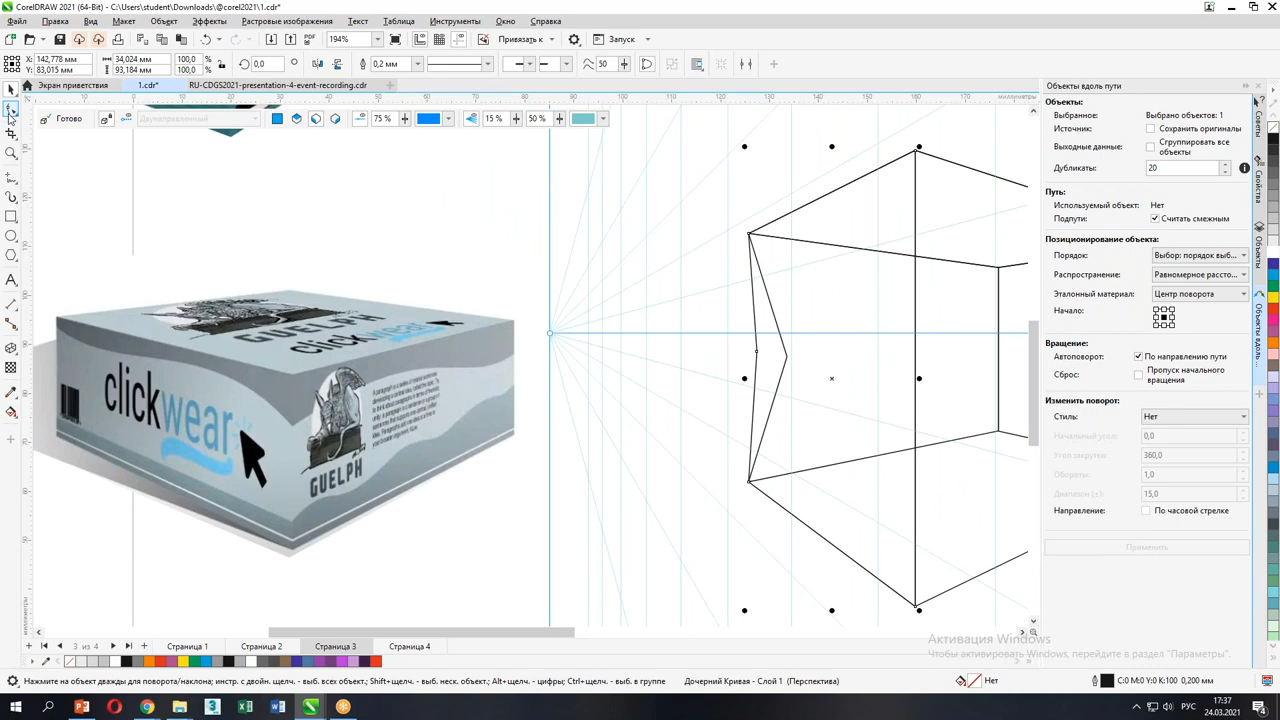 CorelDRAW 2021 (64-Bit) - C:\Users\student\Downloads\@corel2021\1.cdr*
Файл Правка Вид Макет Объект Эффекты Растровые изображения Текст Таблица Инструменты Окно Справка
194% Привязать к Запуск
X: 142,778 мм 34,024 мм 100,0 % 0,0 0,2 мм 50
Y: 83,015 мм 93,184 мм 100,0 %
Экран приветствия 1.cdr* RU-CDGS2021-presentation-4-event-recording.cdr
миллиметры
Готово Двунаправленный 75 % 15 % 50 %
Объекты вдоль пути
Объекты:
Выбранное: Выбрано объектов: 1
Источник: Сохранить оригиналы
Выходные данные: Сгруппировать все объекты
Дубликаты: 20
Путь:
Используемый объект: Нет
Подпути: Считать смежным
Позиционирование объекта:
Порядок: Выбор: порядок выб...
Распространение: Равномерное рассто...
Эталонный материал: Центр поворота
Начало:
Вращение:
Автоповорот: По направлению пути
Сброс: Пропуск начального вращения
Изменить поворот:
Стиль: Нет
Начальный угол: 0,0
Угол закрутки: 360,0
Обороты: 1,0
Диапазон (±): 15,0
Направление: По часовой стрелке
Применить
Советы
Свойства
Объекты
Объекты вдоль...
GUELPH
clickwear
clickwear
GUELPH
Активация Windows
Чтобы активировать Windows, перейдите в раздел "Параметры".
3 из 4 Страница 1 Страница 2 Страница 3 Страница 4
Нажмите на объект дважды для поворота/наклона; инстр. с двойн. щелч. - выб. всех объект.; Shift+щелч. - выб. неск. объект.; Alt+щелч. - цифры; Ctrl+щелч. - выб. в группе Дочерний Кривая - Слой 1 (Перспектива) Нет C:0 M:0 Y:0 K:100 0,200 мм
РУС 17:37
24.03.2021